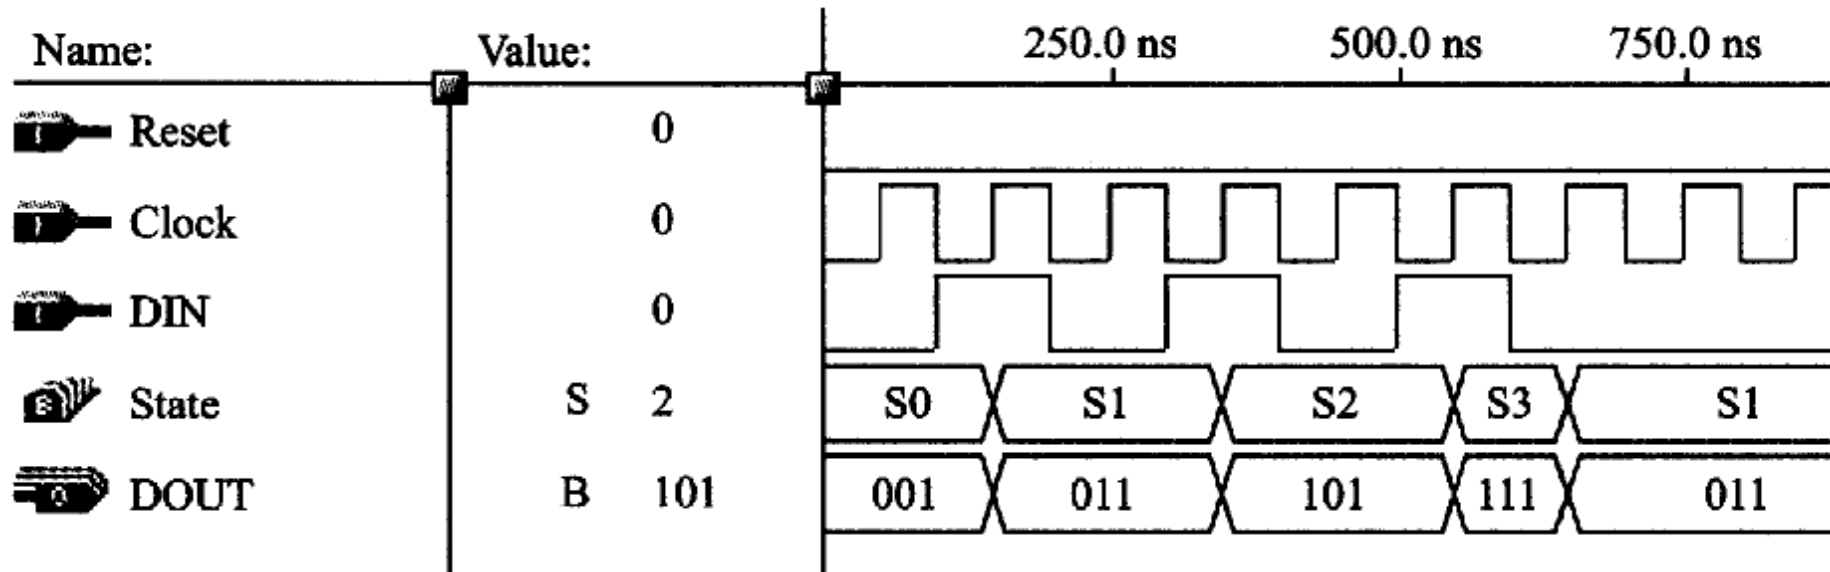 Name: Value: 250.0 ns 500.0 ns 750.0 ns
Reset 0
Clock 0
DIN 0
State S 2 S0 S1 S2 S3 S1
DOUT B 101 001 011 101 111 011